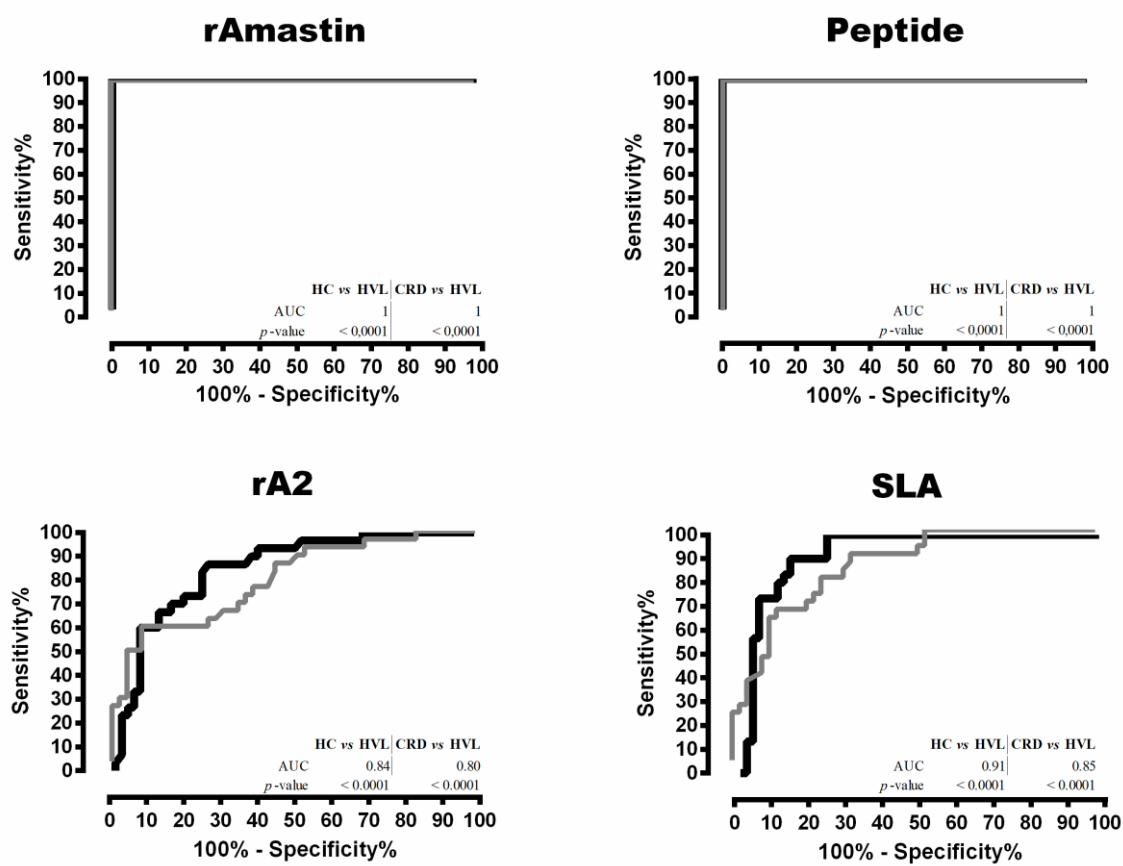 rAmastin
Sensitivity%
100
90
80
70
60
50
40
30
20
10
0
HC vs HVL CRD vs HVL
AUC 1 1
p-value < 0,0001 < 0,0001
0 10 20 30 40 50 60 70 80 90 100
100% - Specificity%
Peptide
Sensitivity%
100
90
80
70
60
50
40
30
20
10
0
HC vs HVL CRD vs HVL
AUC 1 1
p-value < 0,0001 < 0,0001
0 10 20 30 40 50 60 70 80 90 100
100% - Specificity%
rA2
Sensitivity%
100
90
80
70
60
50
40
30
20
10
0
HC vs HVL CRD vs HVL
AUC 0.84 0.80
p-value < 0.0001 < 0.0001
0 10 20 30 40 50 60 70 80 90 100
100% - Specificity%
SLA
Sensitivity%
100
90
80
70
60
50
40
30
20
10
0
HC vs HVL CRD vs HVL
AUC 0.91 0.85
p-value < 0.0001 < 0.0001
0 10 20 30 40 50 60 70 80 90 100
100% - Specificity%